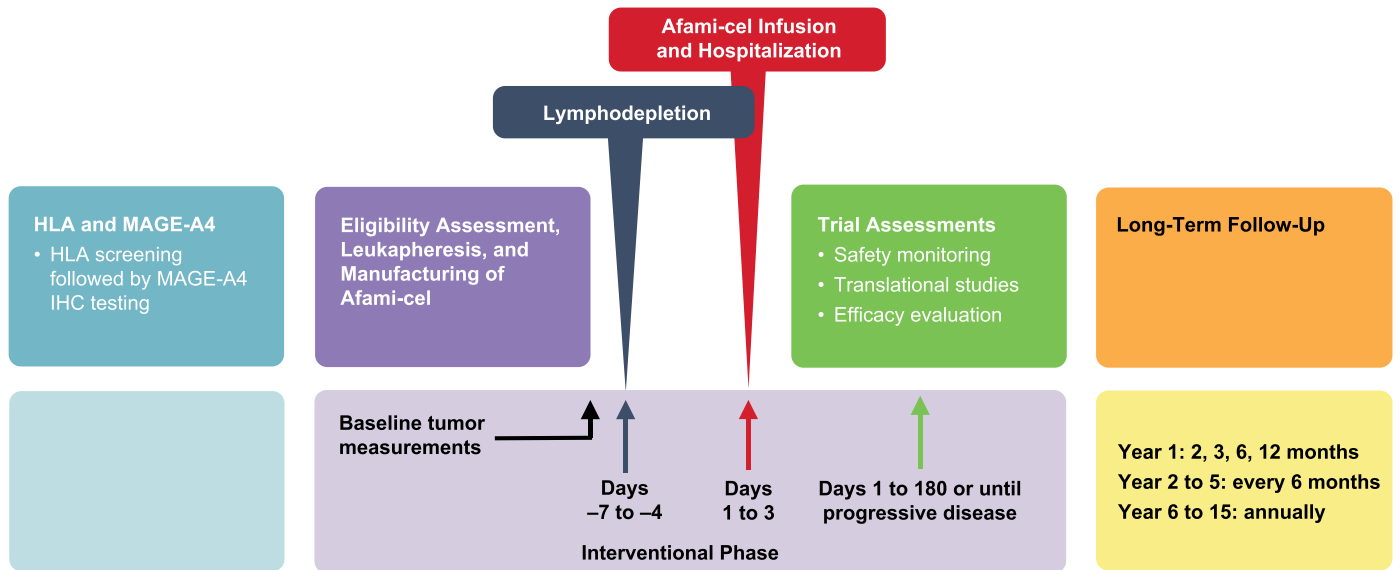 Afami-cel Infusion
and Hospitalization
Lymphodepletion
HLA and MAGE-A4
• HLA screening
followed by MAGE-A4
IHC testing
Eligibility Assessment,
Leukapheresis, and
Manufacturing of
Afami-cel
Trial Assessments
• Safety monitoring
• Translational studies
• Efficacy evaluation
Long-Term Follow-Up
Baseline tumor
measurements
Days
–7 to –4
Days
1 to 3
Days 1 to 180 or until
progressive disease
Interventional Phase
Year 1: 2, 3, 6, 12 months
Year 2 to 5: every 6 months
Year 6 to 15: annually